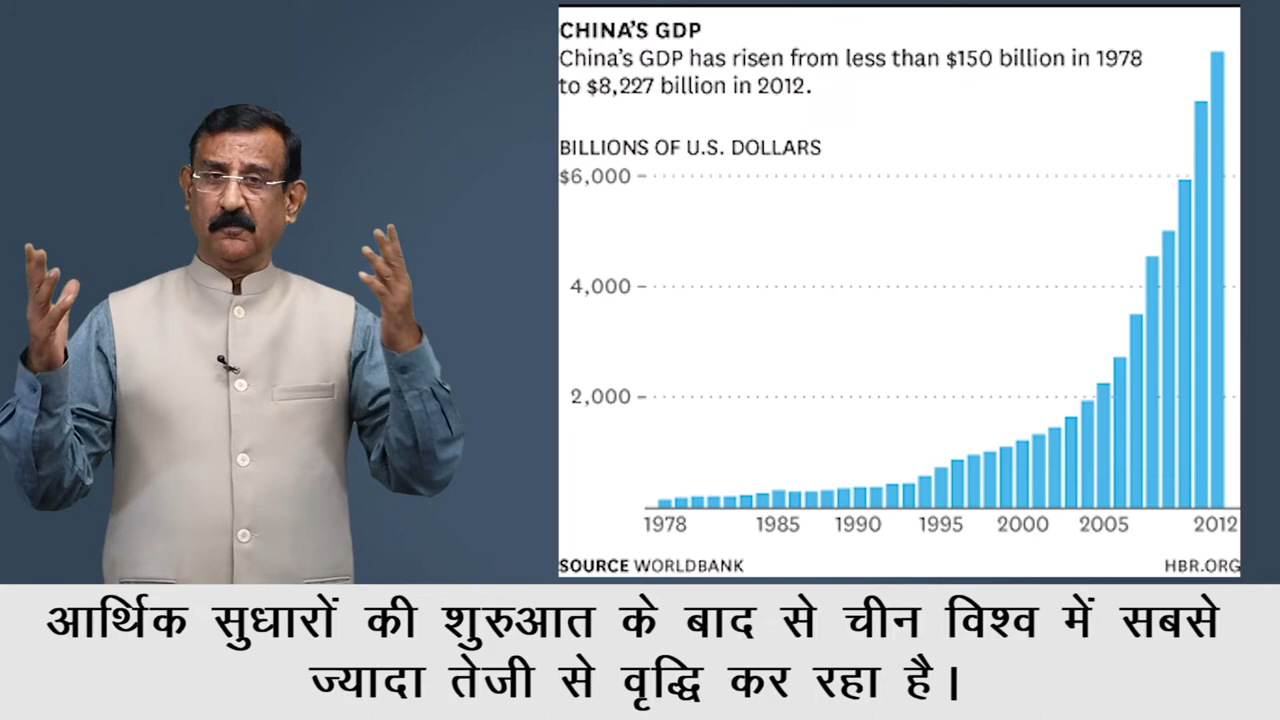 CHINA'S GDP
China's GDP has risen from less than $150 billion in 1978
to $8,227 billion in 2012.
BILLIONS OF U.S. DOLLARS
$6,000
4,000
2,000
1978 1985 1990 1995 2000 2005 2012
SOURCE WORLDBANK HBR.ORG
आर्थिक सुधारों की शुरुआत के बाद से चीन विश्व में सबसे
ज्यादा तेजी से वृद्धि कर रहा है।